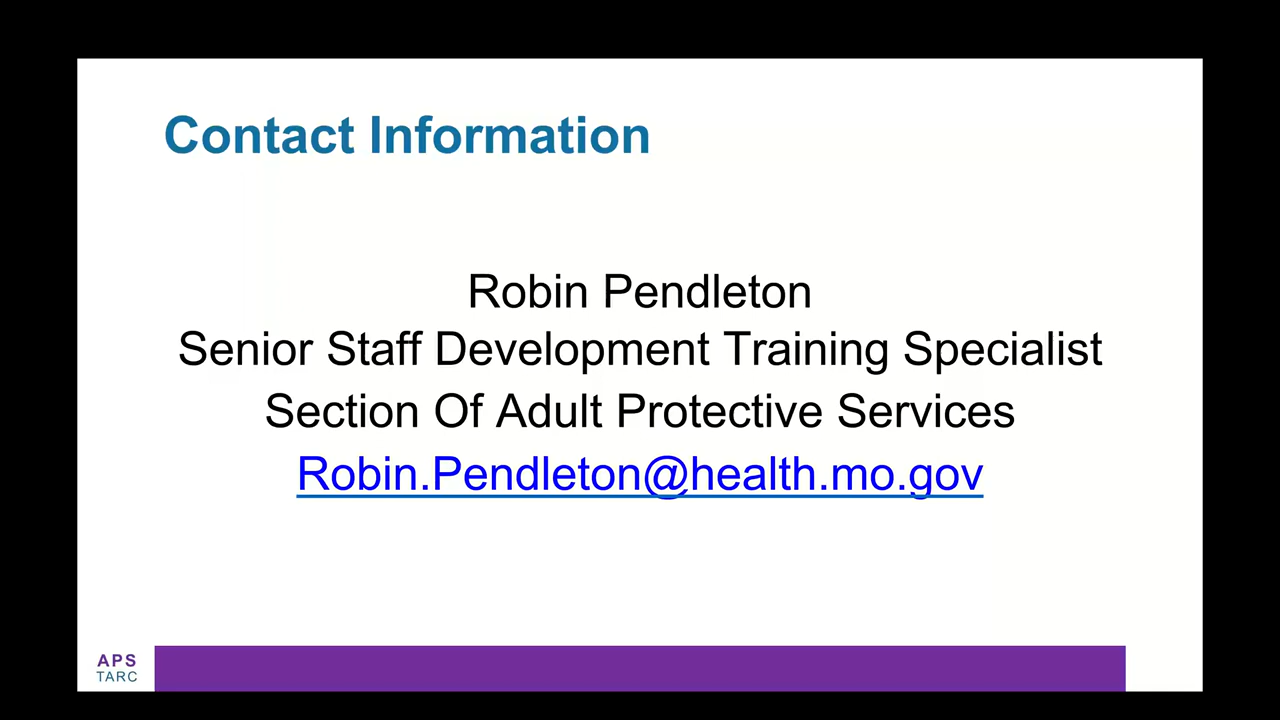 Contact Information
Robin Pendleton
Senior Staff Development Training Specialist
Section Of Adult Protective Services
Robin.Pendleton@health.mo.gov
APS
TARC